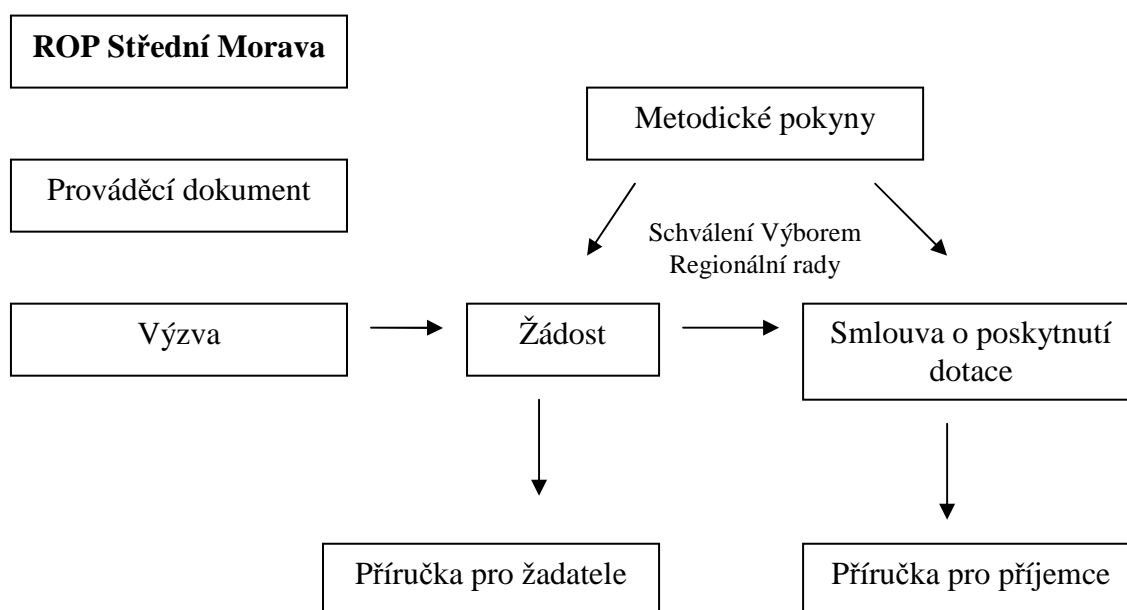 ROP Střední Morava
Metodické pokyny
Prováděcí dokument
Schválení Výborem
Regionální rady
Výzva
Žádost
Smlouva o poskytnutí
dotace
Příručka pro žadatele
Příručka pro příjemce